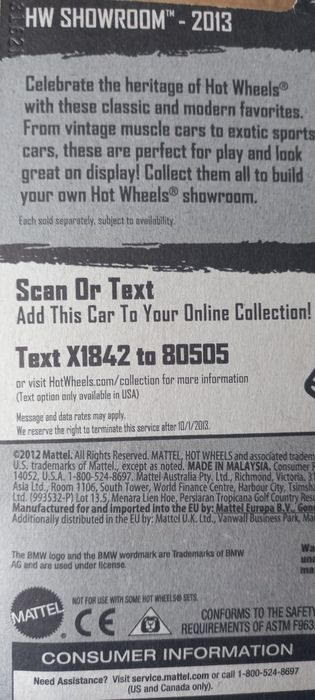 HW SHOWROOM™ - 2013
Celebrate the heritage of Hot Wheels®
with these classic and modern favorites.
From vintage muscle cars to exotic sports
cars, these are perfect for play and look
great on display! Collect them all to build
your own Hot Wheels® showroom.
Each sold separately, subject to availability.
Scan Or Text
Add This Car To Your Online Collection!
Text X1842 to 80505
or visit HotWheels.com/collection for more information
(Text option only available in USA)
Message and data rates may apply.
We reserve the right to terminate this service after 10/1/2013.
©2012 Mattel. All Rights Reserved. MATTEL, HOT WHEELS and associated tradem
U.S. trademarks of Mattel, except as noted. MADE IN MALAYSIA. Consumer
14052, U.S.A. 1-800-524-8697. Mattel Australia Pty. Ltd., Richmond, Victoria. 31
Asia Ltd., Room 1106, South Tower, World Finance Centre, Harbour City, Tsimsh
Ltd. (993532-P) Lot 13.5, Menara Lien Hoe, Persiaran Tropicana Golf Country Res
Manufactured for and imported into the EU by: Mattel Europa B.V., Gon
Additionally distributed in the EU by: Mattel U.K. Ltd., Vanwall Business Park, Ma
The BMW logo and the BMW wordmark are Trademarks of BMW
AG and are used under license.
Wa
und
ma
NOT FOR USE WITH SOME HOT WHEELS® SETS.
MATTEL
CE
CONFORMS TO THE SAFETY
REQUIREMENTS OF ASTM F963.
CONSUMER INFORMATION
Need Assistance? Visit service.mattel.com or call 1-800-524-8697
(US and Canada only).